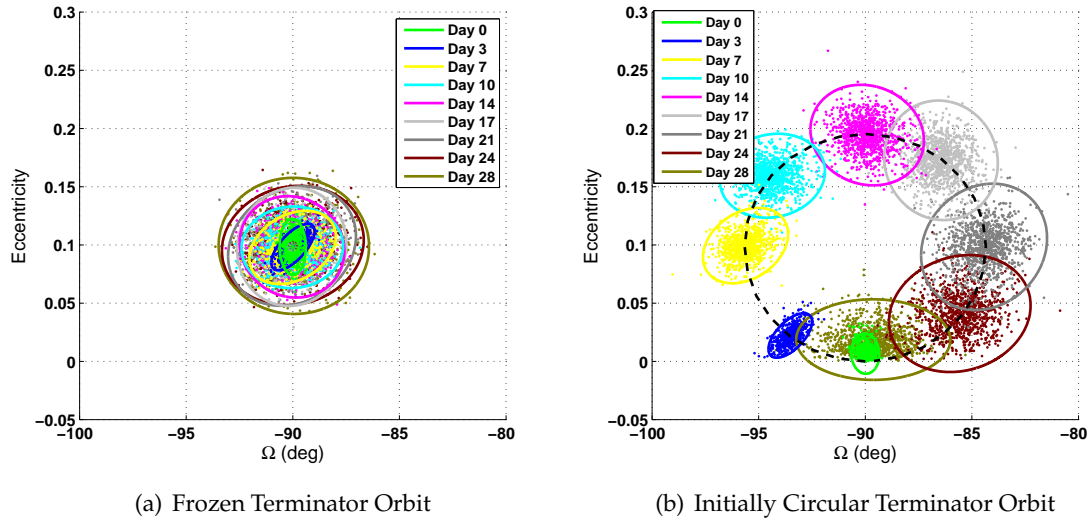 0.3
0.25
0.2
0.15
0.1
0.05
0
−0.05
Eccentricity
−100
−95
−90
−85
−80
Ω (deg)
Day 0
Day 3
Day 7
Day 10
Day 14
Day 17
Day 21
Day 24
Day 28
(a) Frozen Terminator Orbit
0.3
0.25
0.2
0.15
0.1
0.05
0
−0.05
Eccentricity
−100
−95
−90
−85
−80
Ω (deg)
Day 0
Day 3
Day 7
Day 10
Day 14
Day 17
Day 21
Day 24
Day 28
(b) Initially Circular Terminator Orbit